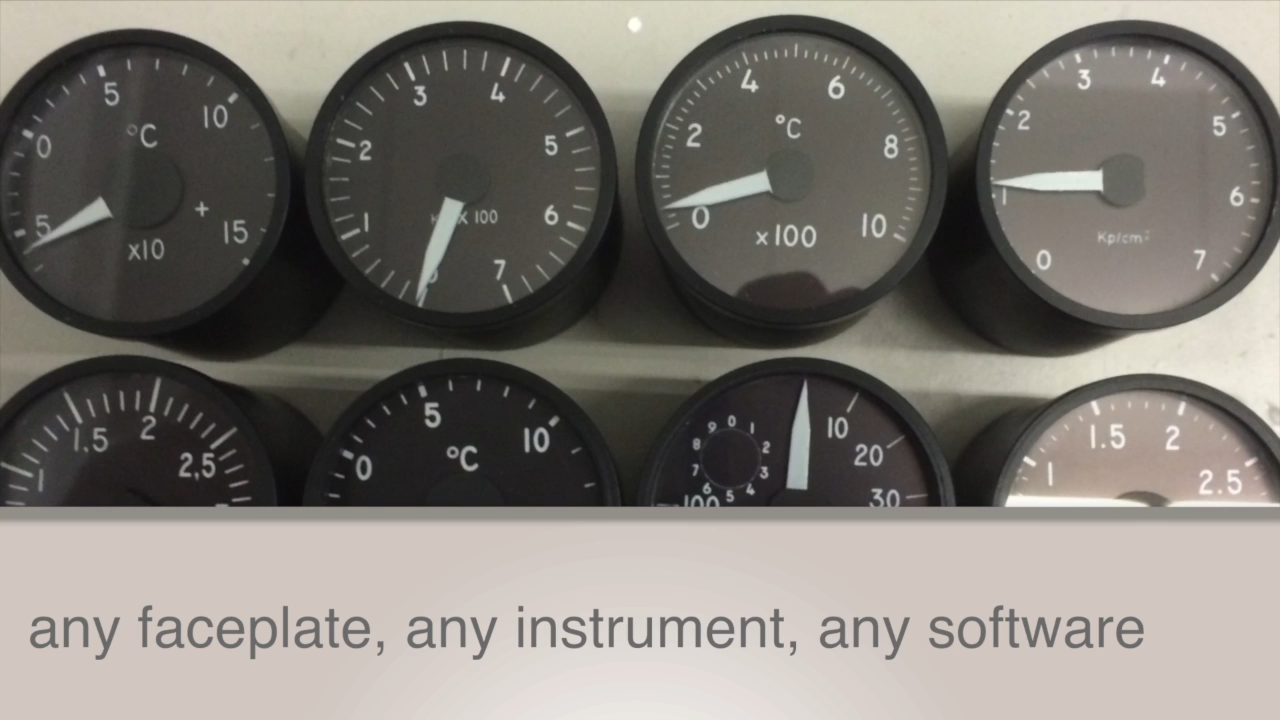 5 0 5 10 15 °C + x10
0 1 2 3 4 5 6 7 X 100
0 2 4 6 8 10 °C x100
0 1 2 3 4 5 6 7 Kp/cm²
1 1.5 2 2,5
0 5 10 °C
0 1 2 3 4 5 6 7 8 9 10 20 30 100
1 1.5 2 2.5
any faceplate, any instrument, any software